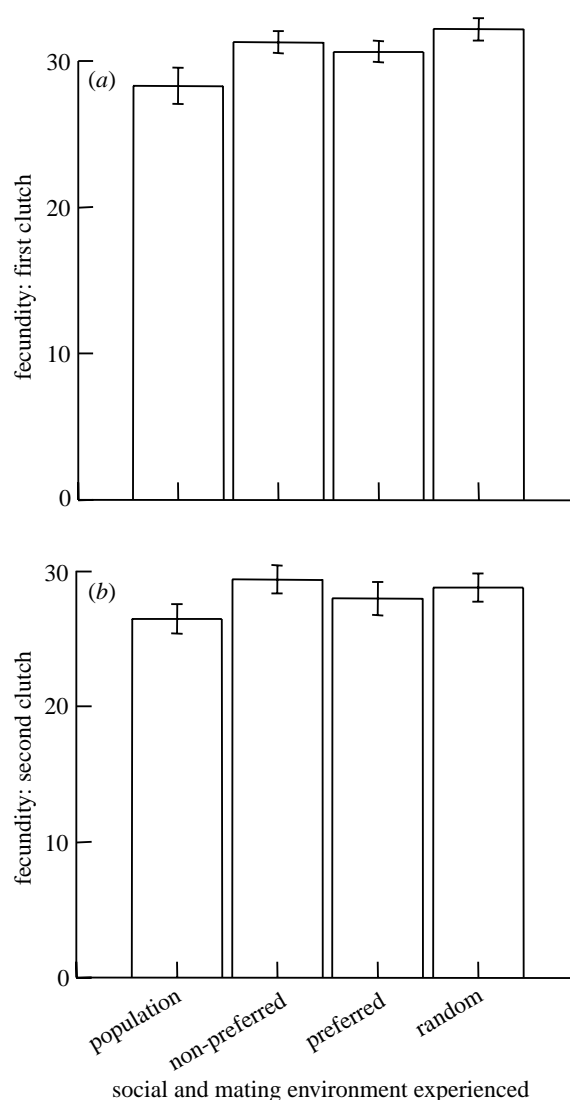 (a)
30
20
10
0
fecundity: first clutch
(b)
30
20
10
0
fecundity: second clutch
population
non-preferred
preferred
random
social and mating environment experienced